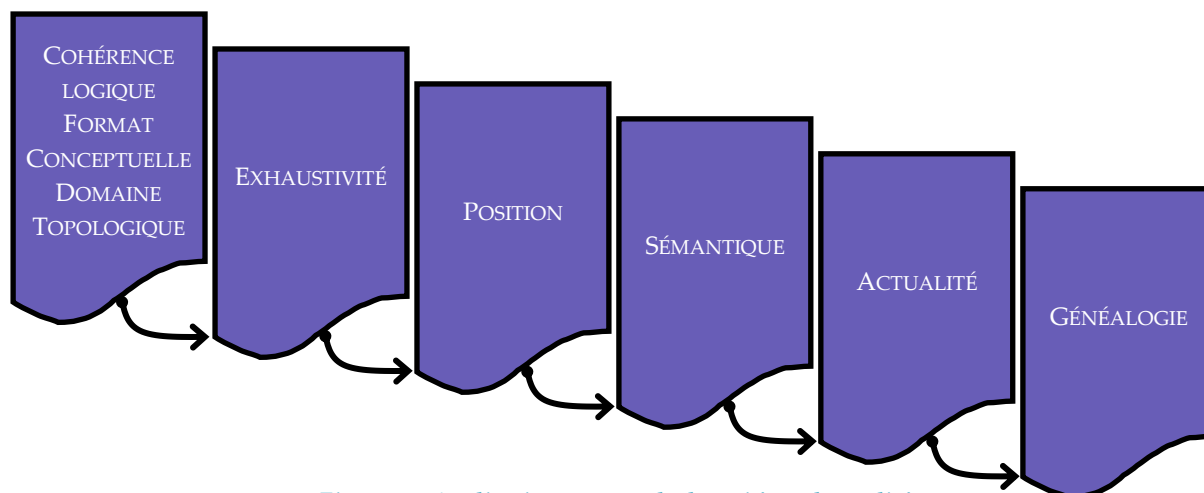 COHÉRENCE
LOGIQUE
FORMAT
CONCEPTUELLE
DOMAINE
TOPOLOGIQUE
EXHAUSTIVITÉ
POSITION
SÉMANTIQUE
ACTUALITÉ
GÉNÉALOGIE